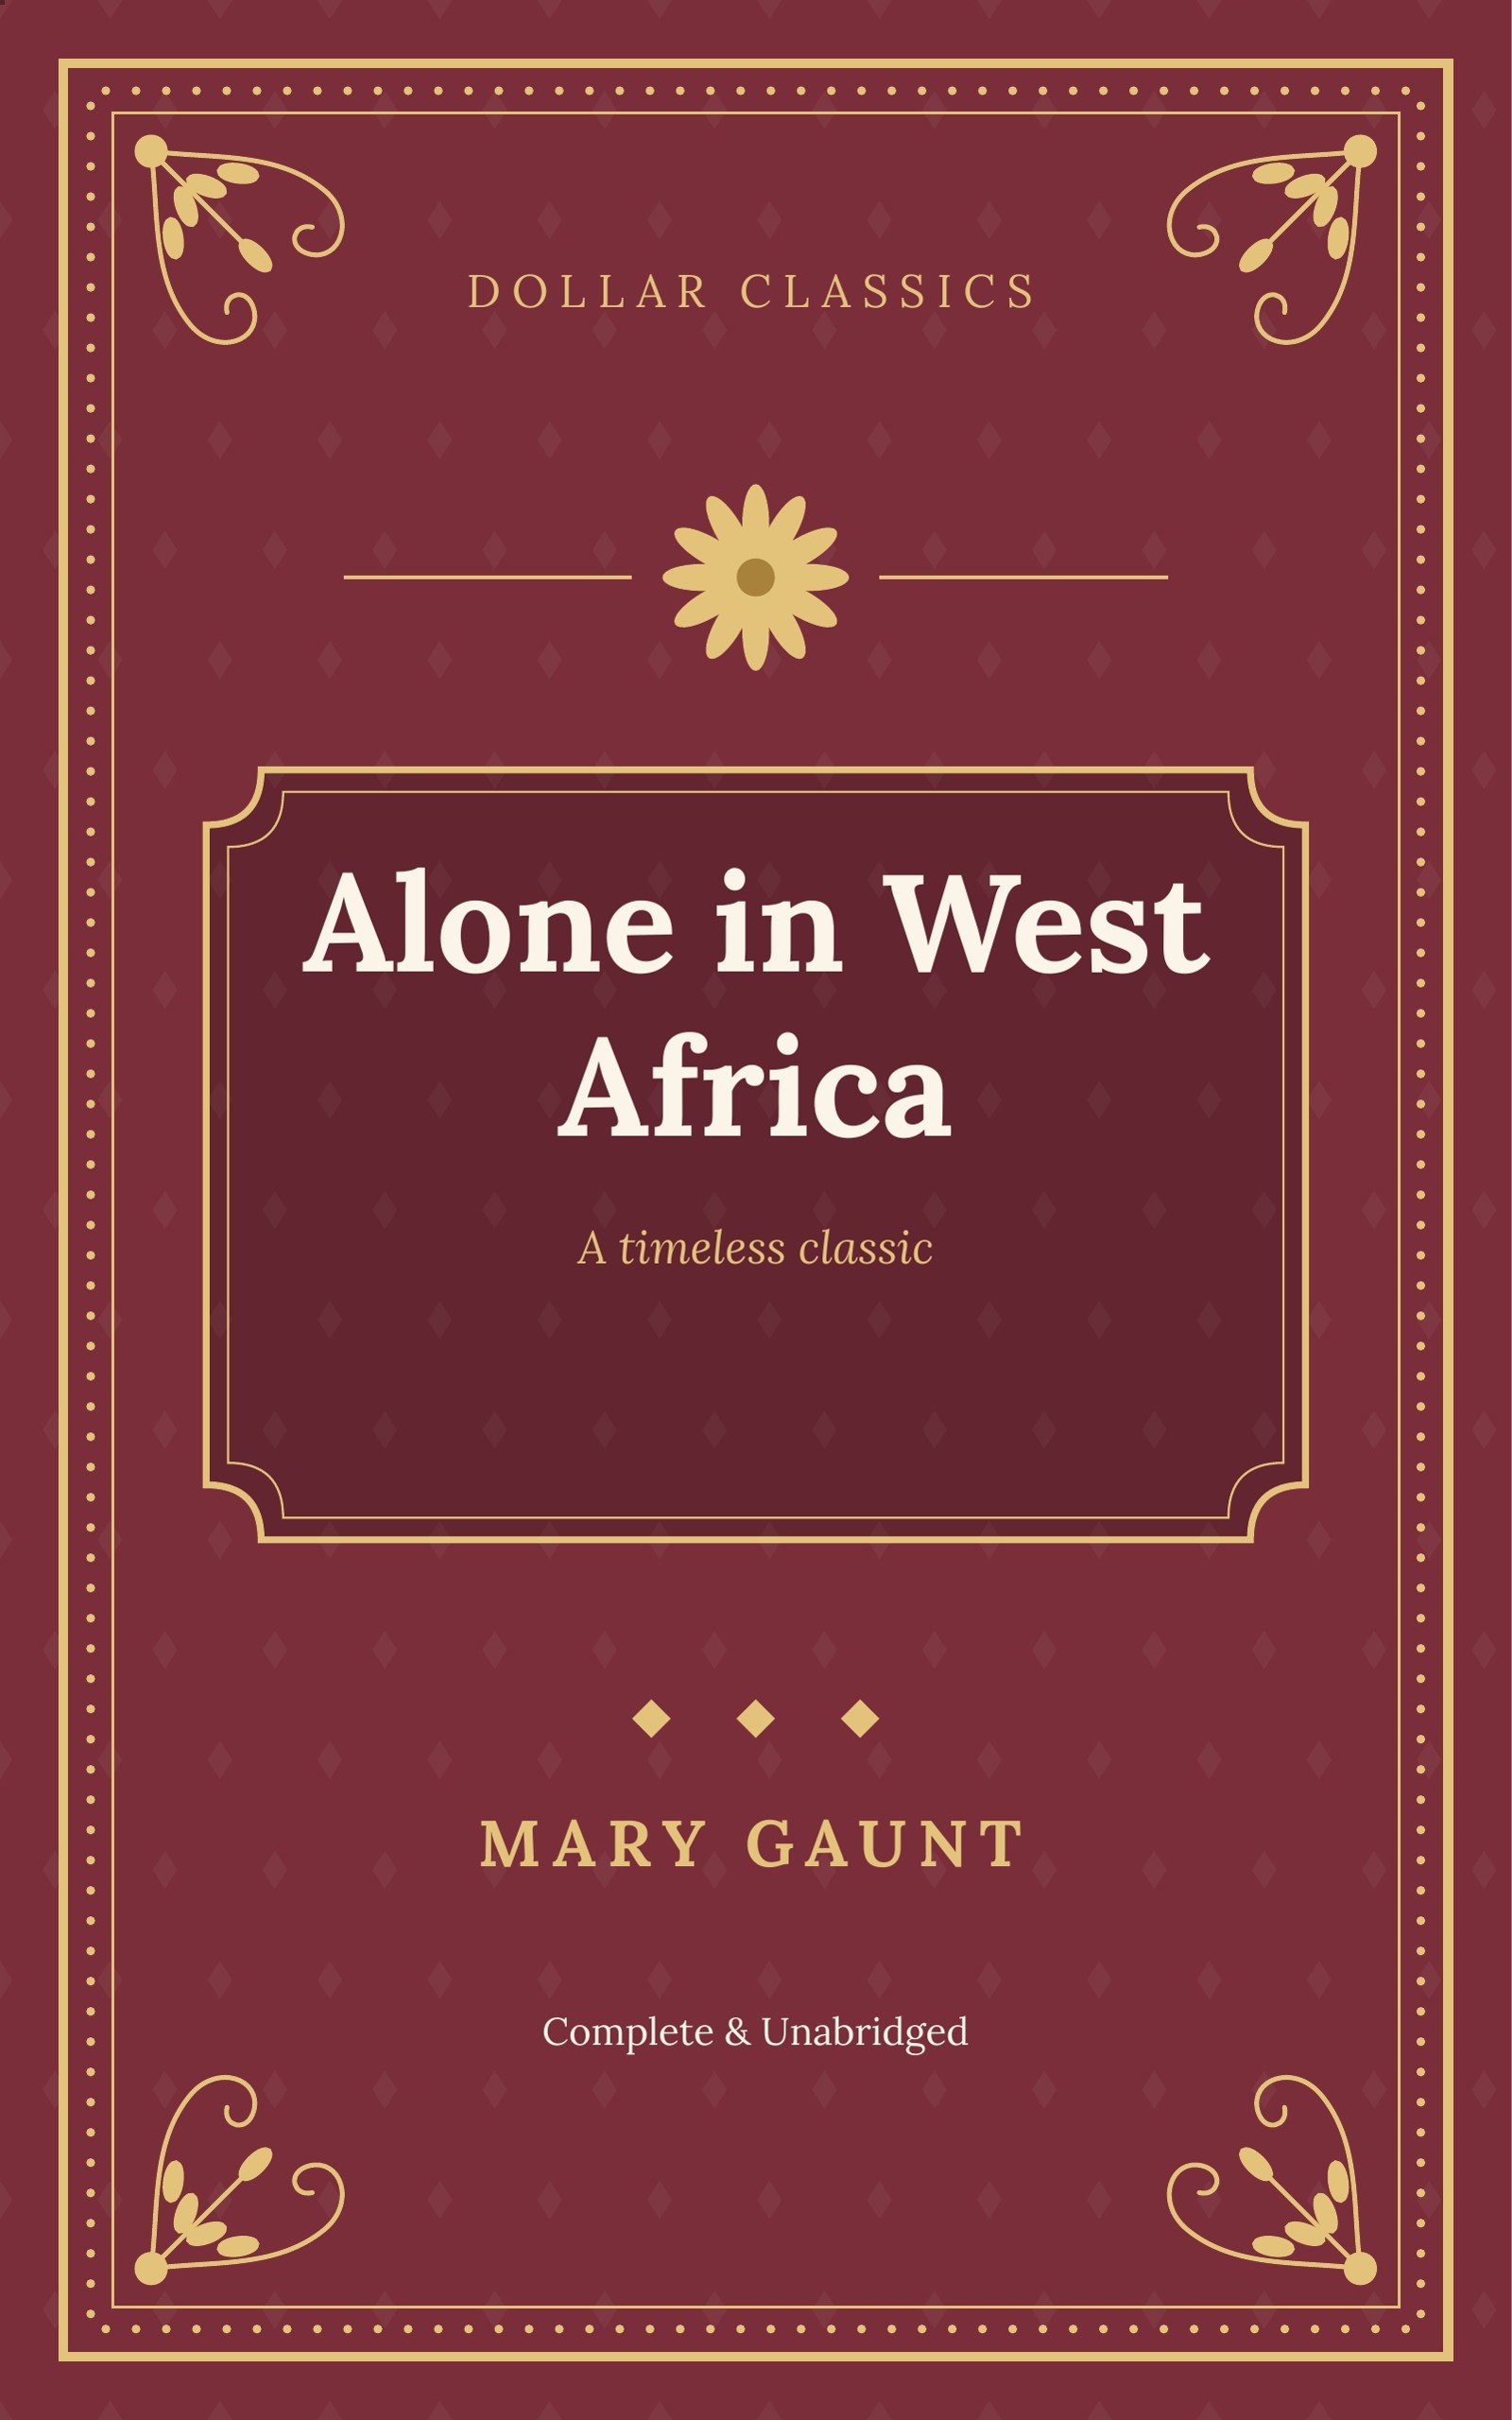 DOLLAR CLASSICS
Alone in West
Africa
A timeless classic
MARY GAUNT
Complete & Unabridged